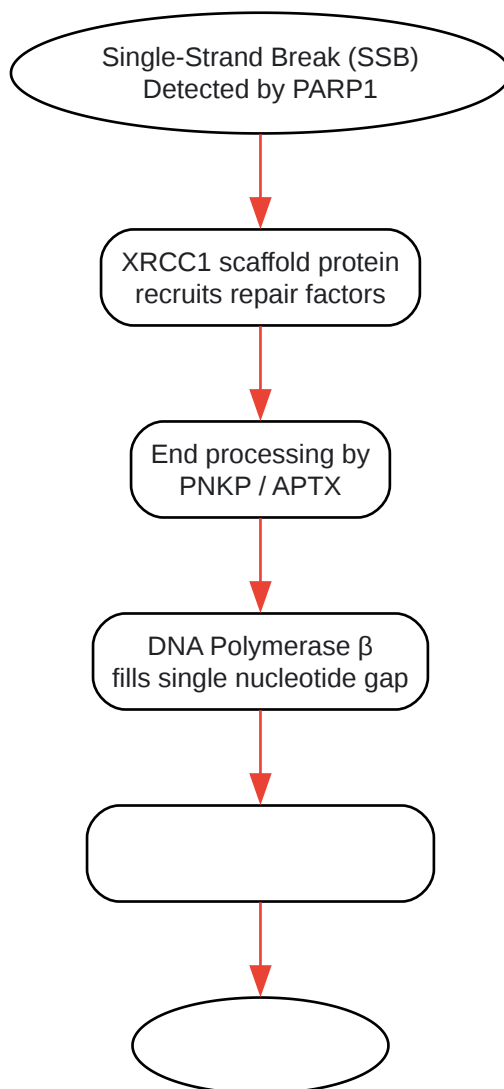 Single-Strand Break (SSB)
Detected by PARP1
XRCC1 scaffold protein
recruits repair factors
End processing by
PNKP / APTX
DNA Polymerase β
fills single nucleotide gap